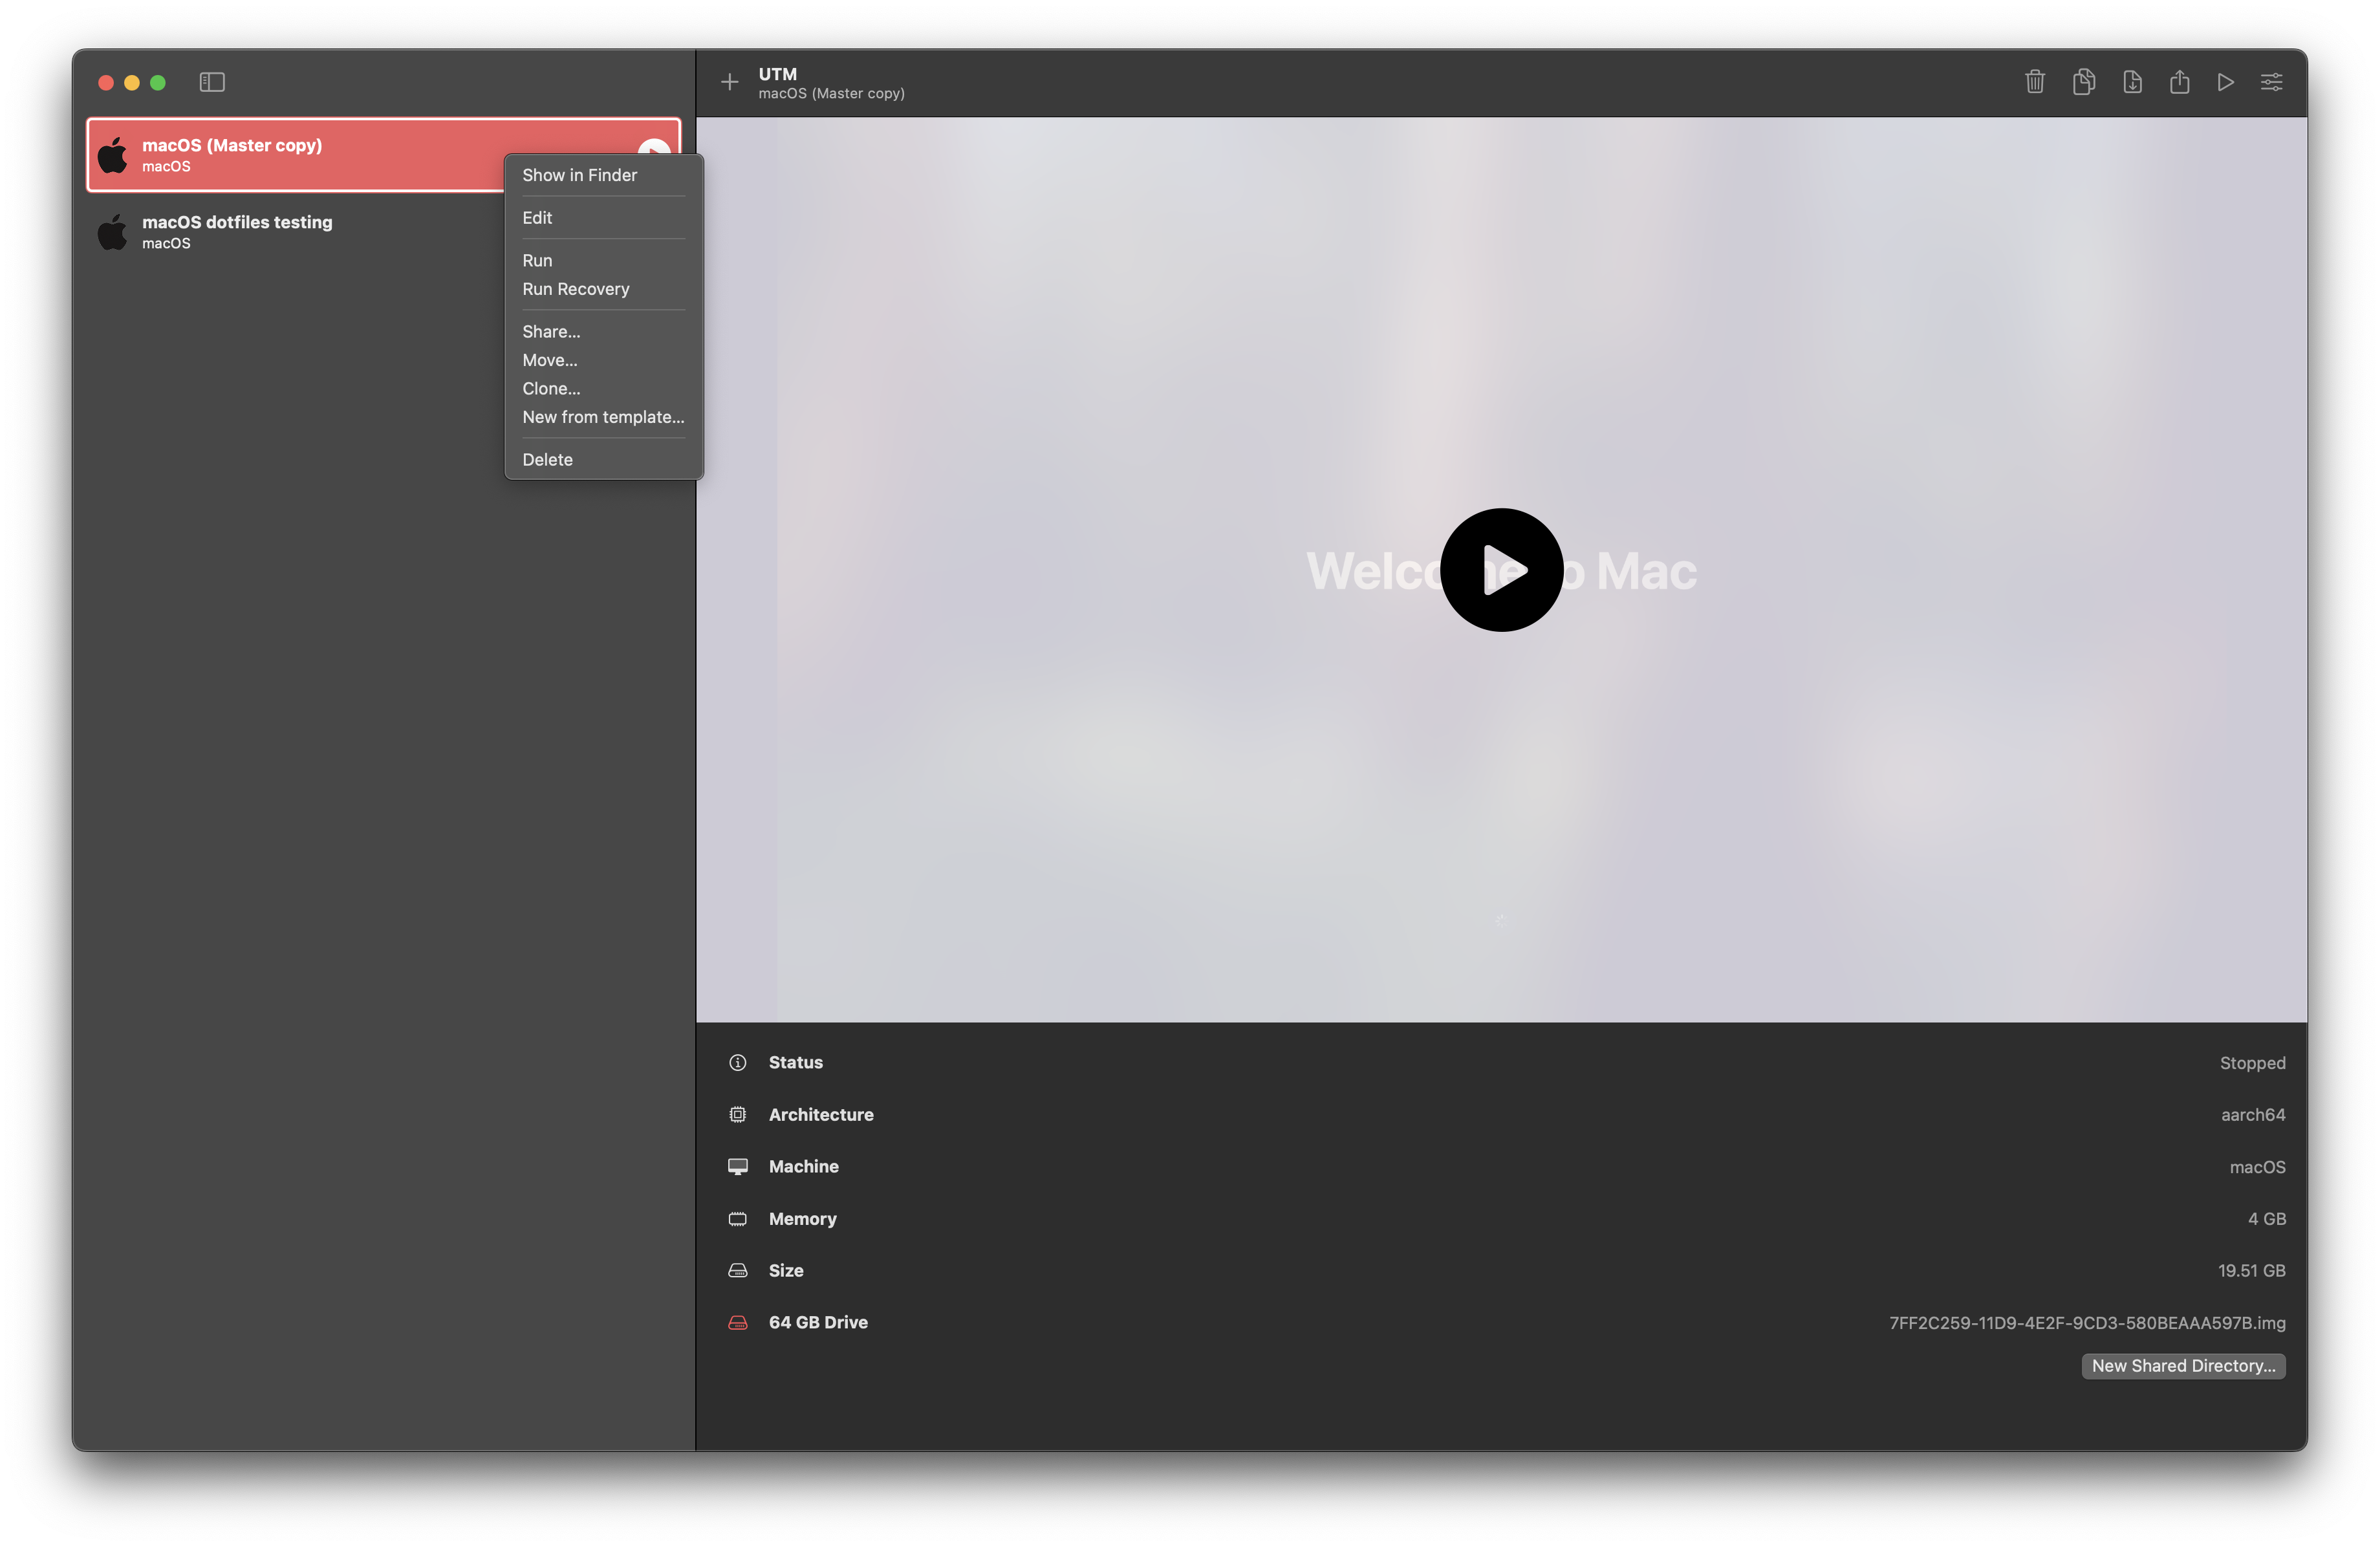 UTM
macOS (Master copy)
macOS (Master copy)
macOS
macOS dotfiles testing
macOS
Show in Finder
Edit
Run
Run Recovery
Share...
Move...
Clone...
New from template...
Delete
Welco e o Mac
Status Stopped
Architecture aarch64
Machine macOS
Memory 4 GB
Size 19.51 GB
64 GB Drive 7FF2C259-11D9-4E2F-9CD3-580BEAAA597B.img
New Shared Directory...